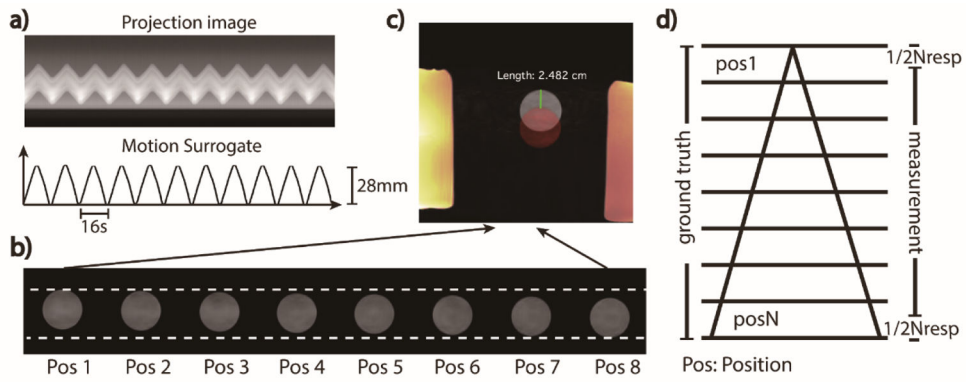 a)
Projection image
Motion Surrogate
28mm
16s
b)
Pos 1 Pos 2 Pos 3 Pos 4 Pos 5 Pos 6 Pos 7 Pos 8
c)
Length: 2.482 cm
d)
pos1
1/2Nresp
ground truth
measurement
posN
1/2Nresp
Pos: Position